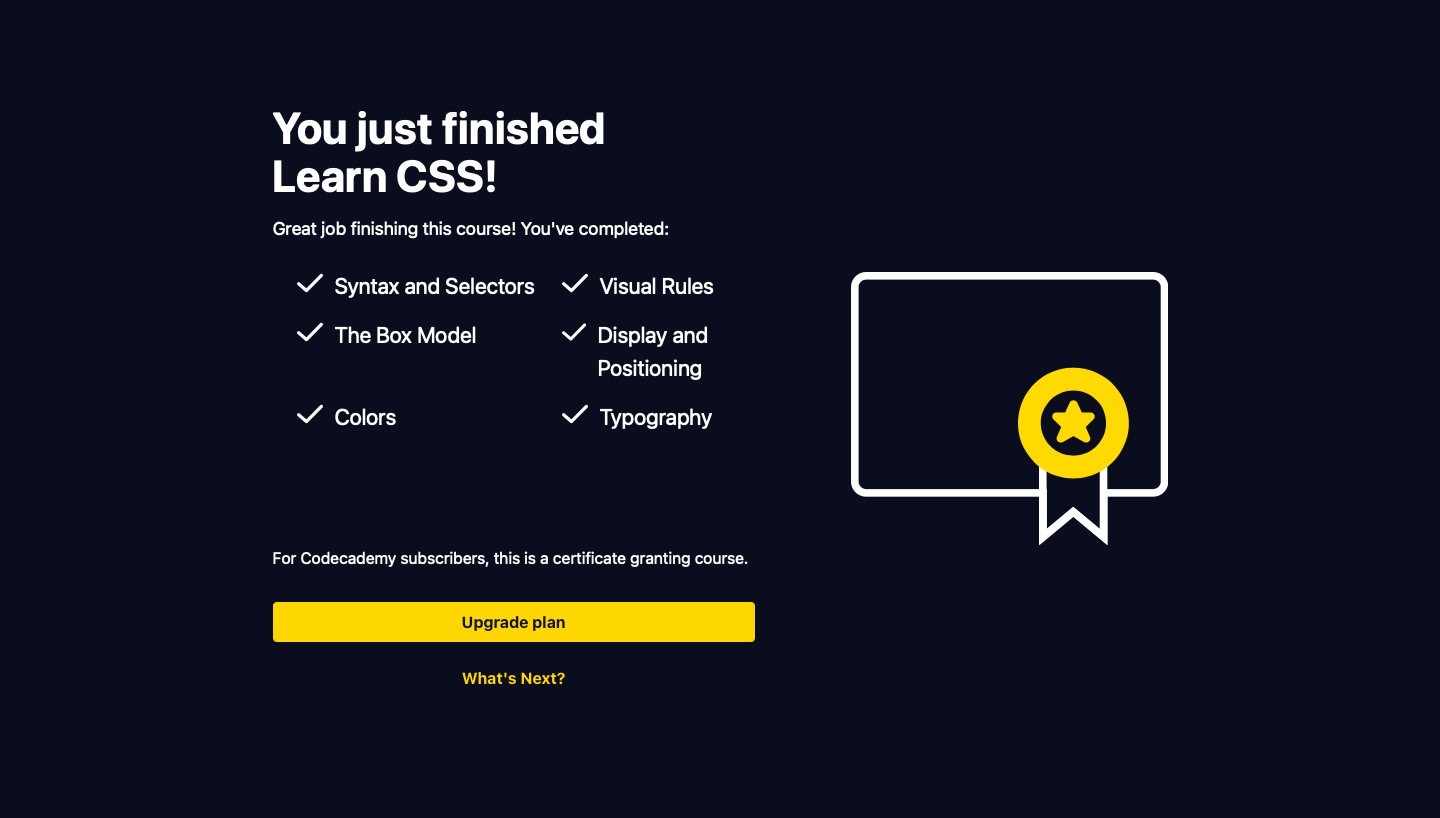 You just finished
Learn CSS!
Great job finishing this course! You've completed:
Syntax and Selectors
Visual Rules
The Box Model
Display and
Positioning
Colors
Typography
For Codecademy subscribers, this is a certificate granting course.
Upgrade plan
What's Next?